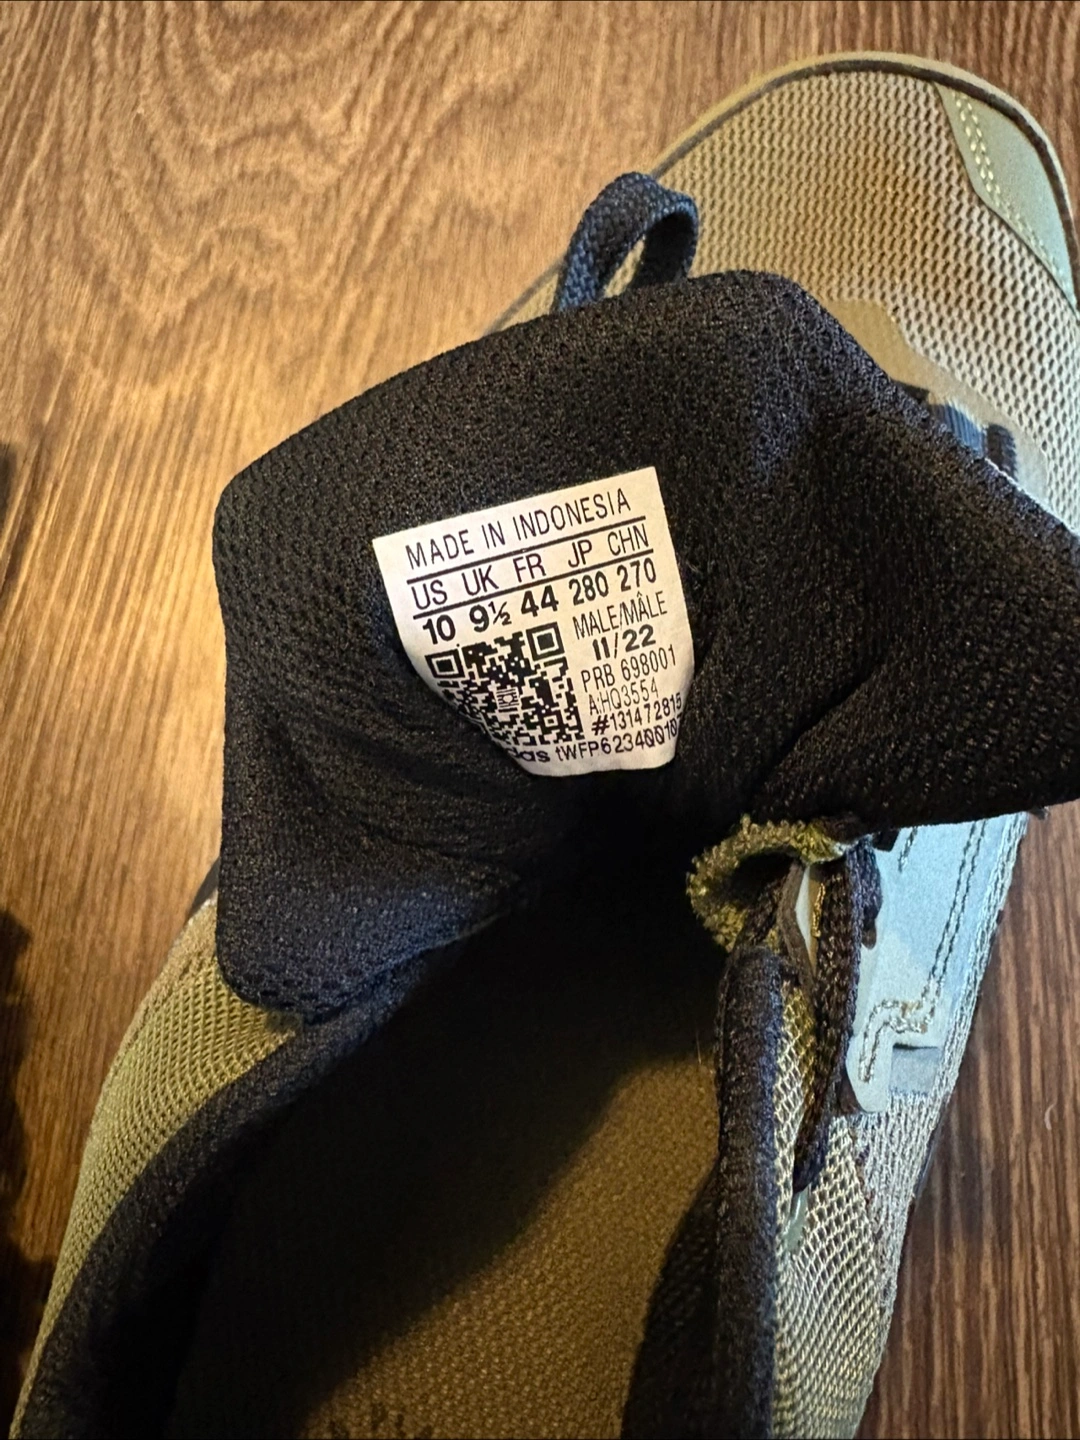 MADE IN INDONESIA
US UK FR JP CHN
10 9½ 44 280 270
MALE/MÂLE
11/22
PRB 698001
A:HQ3554
#131472815